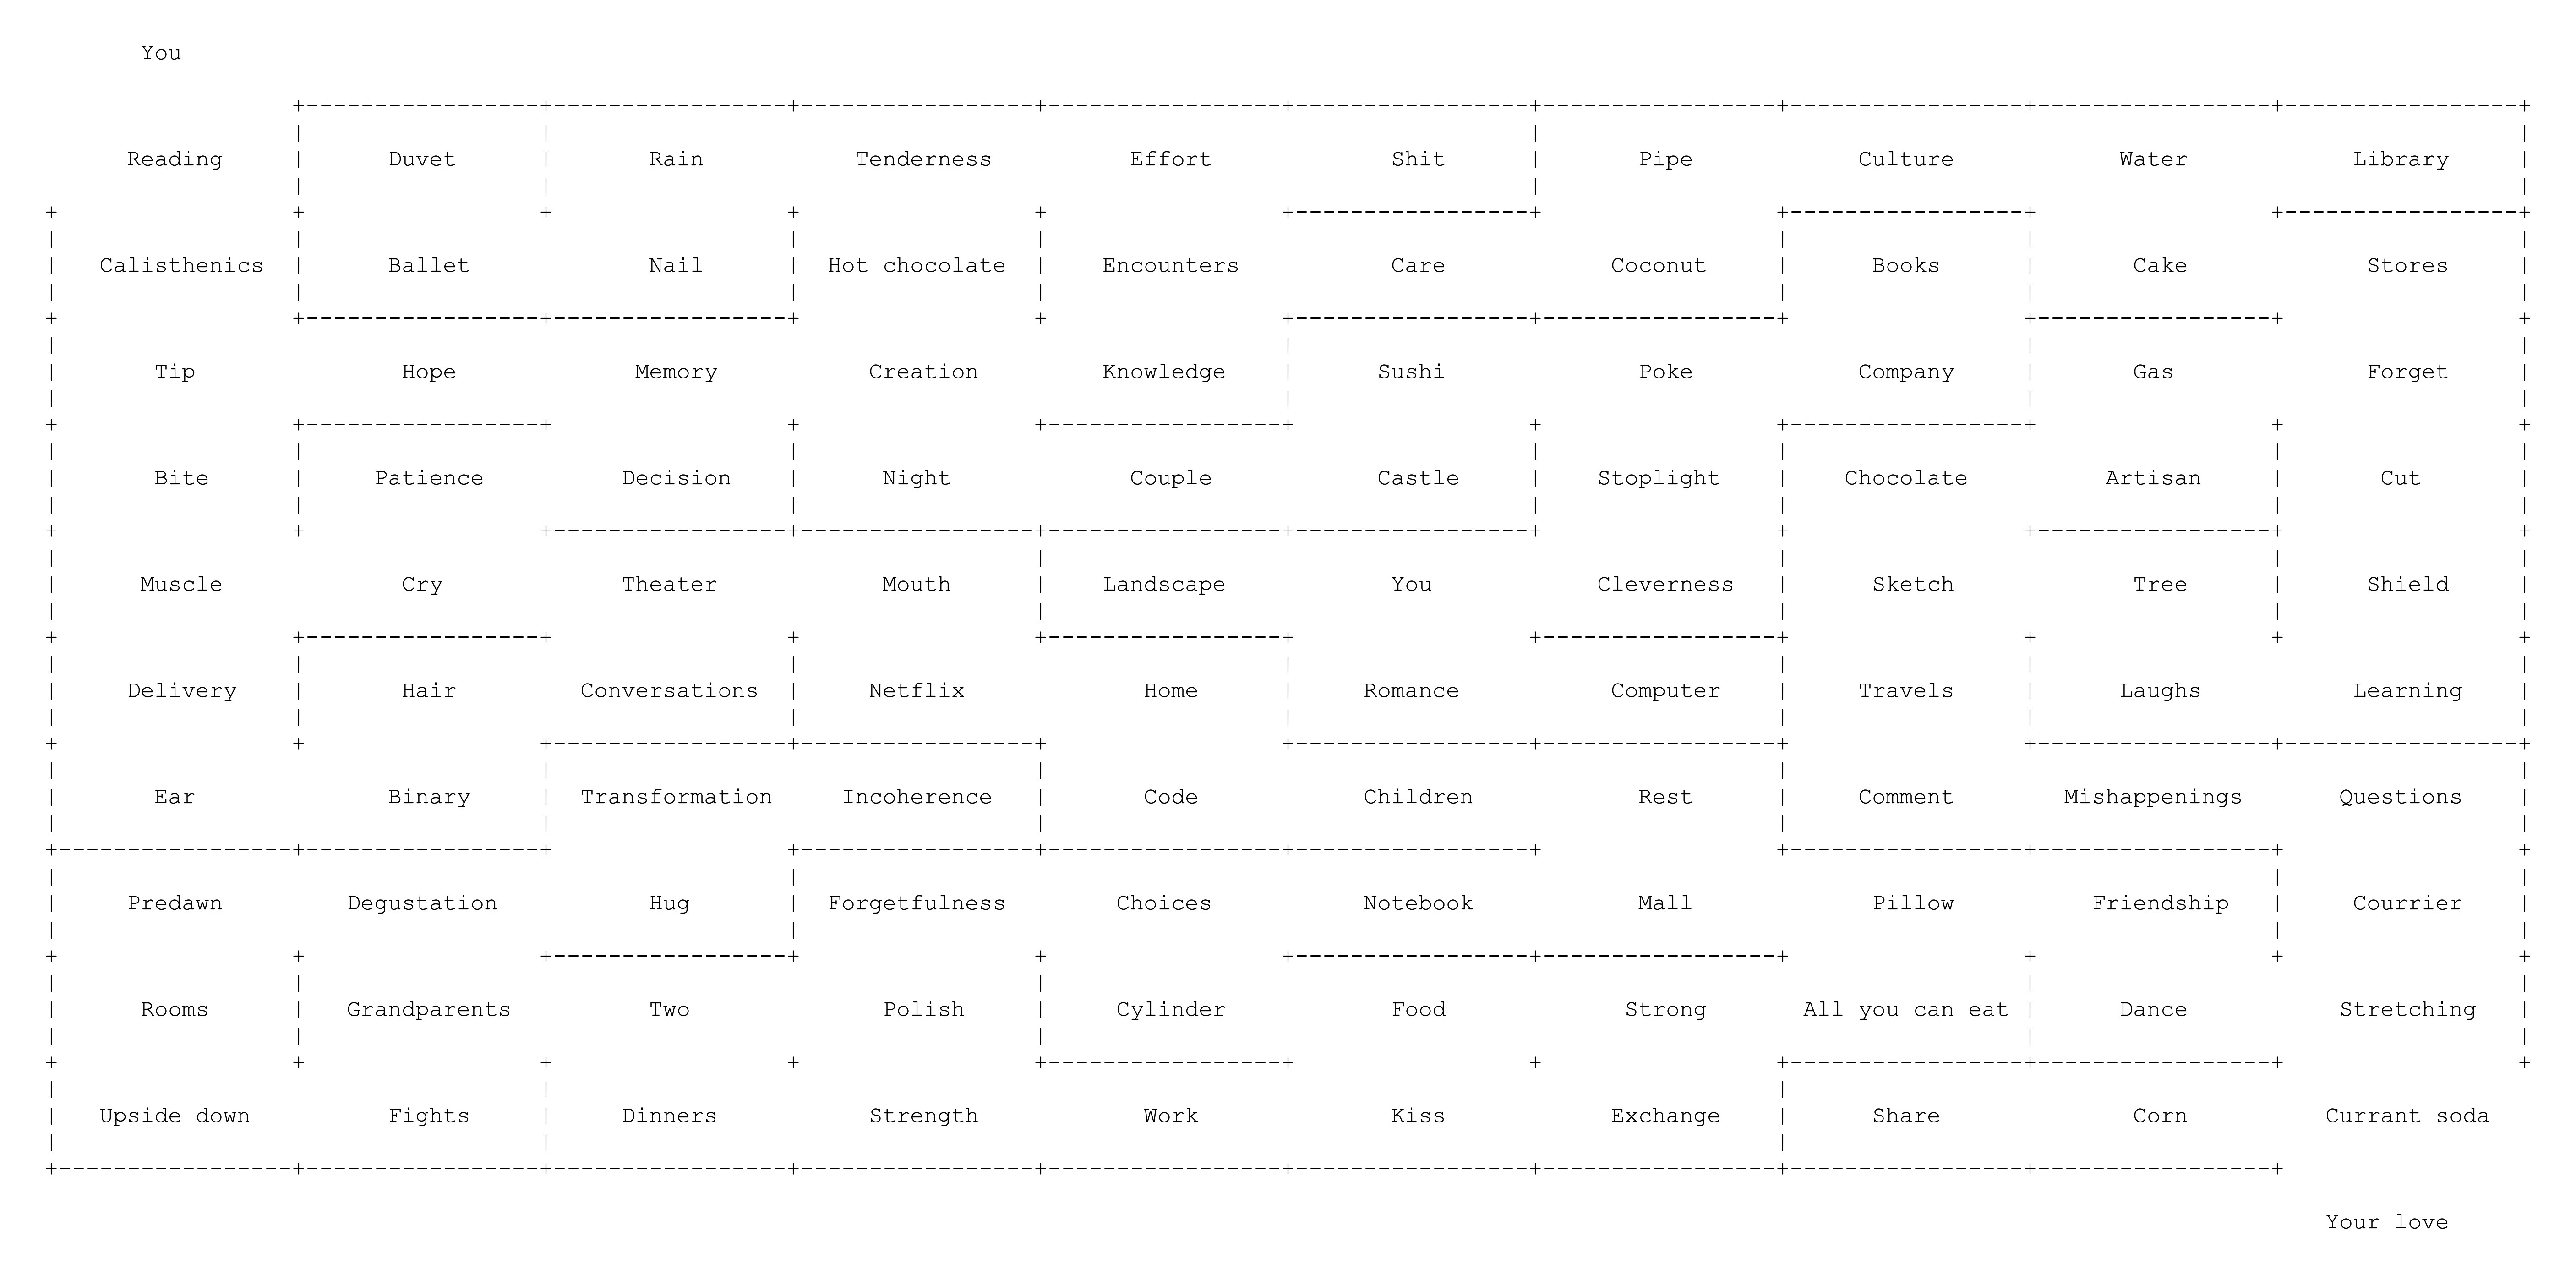 You
Reading Duvet Rain Tenderness Effort Shit Pipe Culture Water Library
Calisthenics Ballet Nail Hot chocolate Encounters Care Coconut Books Cake Stores
Tip Hope Memory Creation Knowledge Sushi Poke Company Gas Forget
Bite Patience Decision Night Couple Castle Stoplight Chocolate Artisan Cut
Muscle Cry Theater Mouth Landscape You Cleverness Sketch Tree Shield
Delivery Hair Conversations Netflix Home Romance Computer Travels Laughs Learning
Ear Binary Transformation Incoherence Code Children Rest Comment Mishappenings Questions
Predawn Degustation Hug Forgetfulness Choices Notebook Mall Pillow Friendship Courrier
Rooms Grandparents Two Polish Cylinder Food Strong All you can eat Dance Stretching
Upside down Fights Dinners Strength Work Kiss Exchange Share Corn Currant soda
Your love